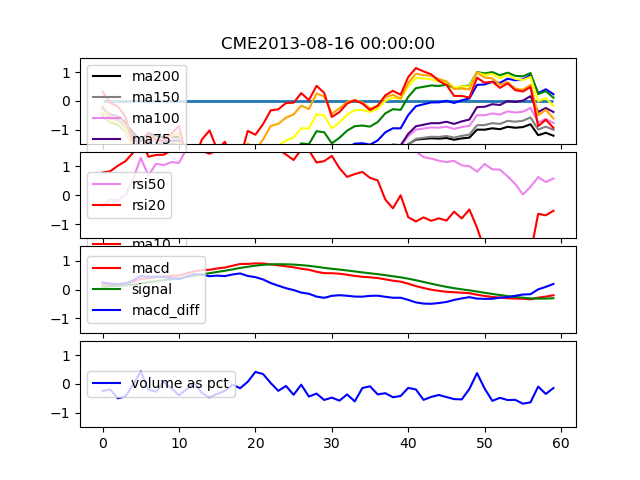 CME2013-08-16 00:00:00
1
0
−1
ma200
ma150
ma100
ma75
1
0
−1
rsi50
rsi20
ma10
1
0
−1
macd
signal
macd_diff
1
0
−1
volume as pct
0 10 20 30 40 50 60